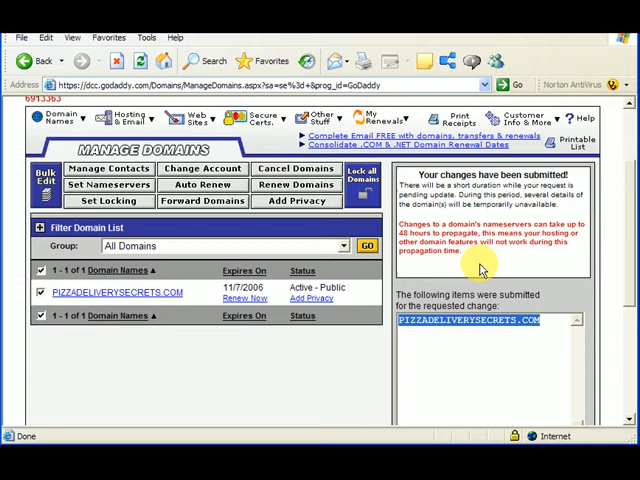 File Edit View Favorites Tools Help
Back Search Favorites
Address https://dcc.godaddy.com/Domains/ManageDomains.aspx?sa=se%3d+&prog_id=GoDaddy Go Norton AntiVirus
6913363
Domain Names Hosting & Email Web Sites Secure Certs. Other Stuff My Renewals Print Receipts Customer Info & More ? Help
Complete Email FREE with domains, transfers & renewals
Consolidate .COM & .NET Domain Renewal Dates
Printable List
MANAGE DOMAINS
Bulk Edit
Manage Contacts Change Account Cancel Domains
Set Nameservers Auto Renew Renew Domains
Set Locking Forward Domains Add Privacy
Lock all Domains
Filter Domain List
Group: All Domains GO
1 - 1 of 1 Domain Names Expires On Status
PIZZADELIVERYSECRETS.COM 11/7/2006 Active - Public
Renew Now Add Privacy
1 - 1 of 1 Domain Names Expires On Status
Your changes have been submitted!
There will be a short duration while your request is
pending update. During this period, several details of
the domain(s) will be temporarily unavailable.
Changes to a domain's nameservers can take up to
48 hours to propagate, this means your hosting or
other domain features will not work during this
propagation time.
The following items were submitted
for the requested change:
PIZZADELIVERYSECRETS.COM
Done Internet